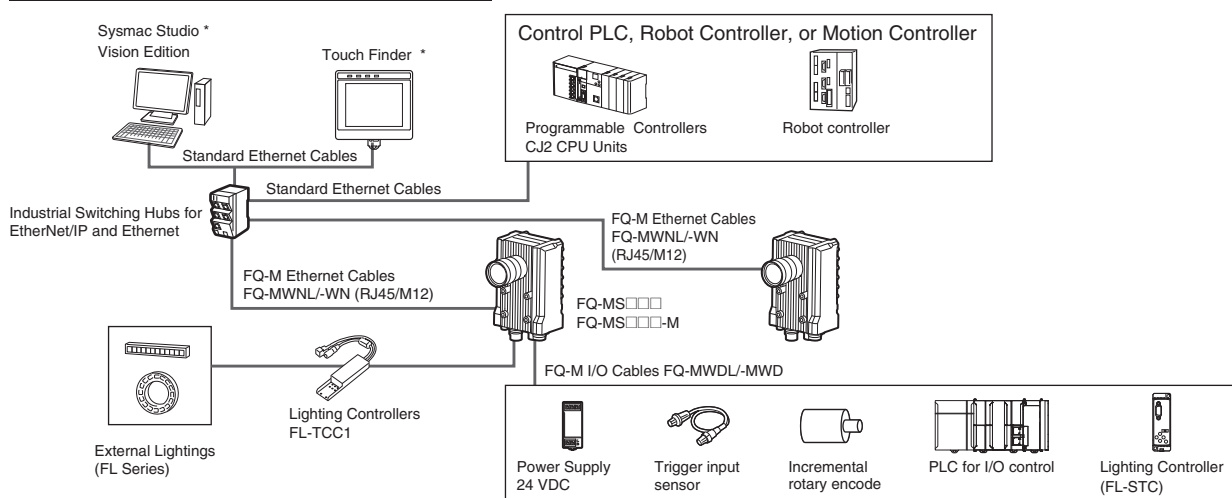 Sysmac Studio *
Vision Edition
Touch Finder *
Control PLC, Robot Controller, or Motion Controller
Programmable Controllers
CJ2 CPU Units
Robot controller
Standard Ethernet Cables
Standard Ethernet Cables
Industrial Switching Hubs for
EtherNet/IP and Ethernet
FQ-M Ethernet Cables
FQ-MWNL/-WN
(RJ45/M12)
FQ-M Ethernet Cables
FQ-MWNL/-WN (RJ45/M12)
FQ-MS□□□
FQ-MS□□□-M
FQ-M I/O Cables FQ-MWDL/-MWD
Lighting Controllers
FL-TCC1
External Lightings
(FL Series)
Power Supply
24 VDC
Trigger input
sensor
Incremental
rotary encode
PLC for I/O control
Lighting Controller
(FL-STC)